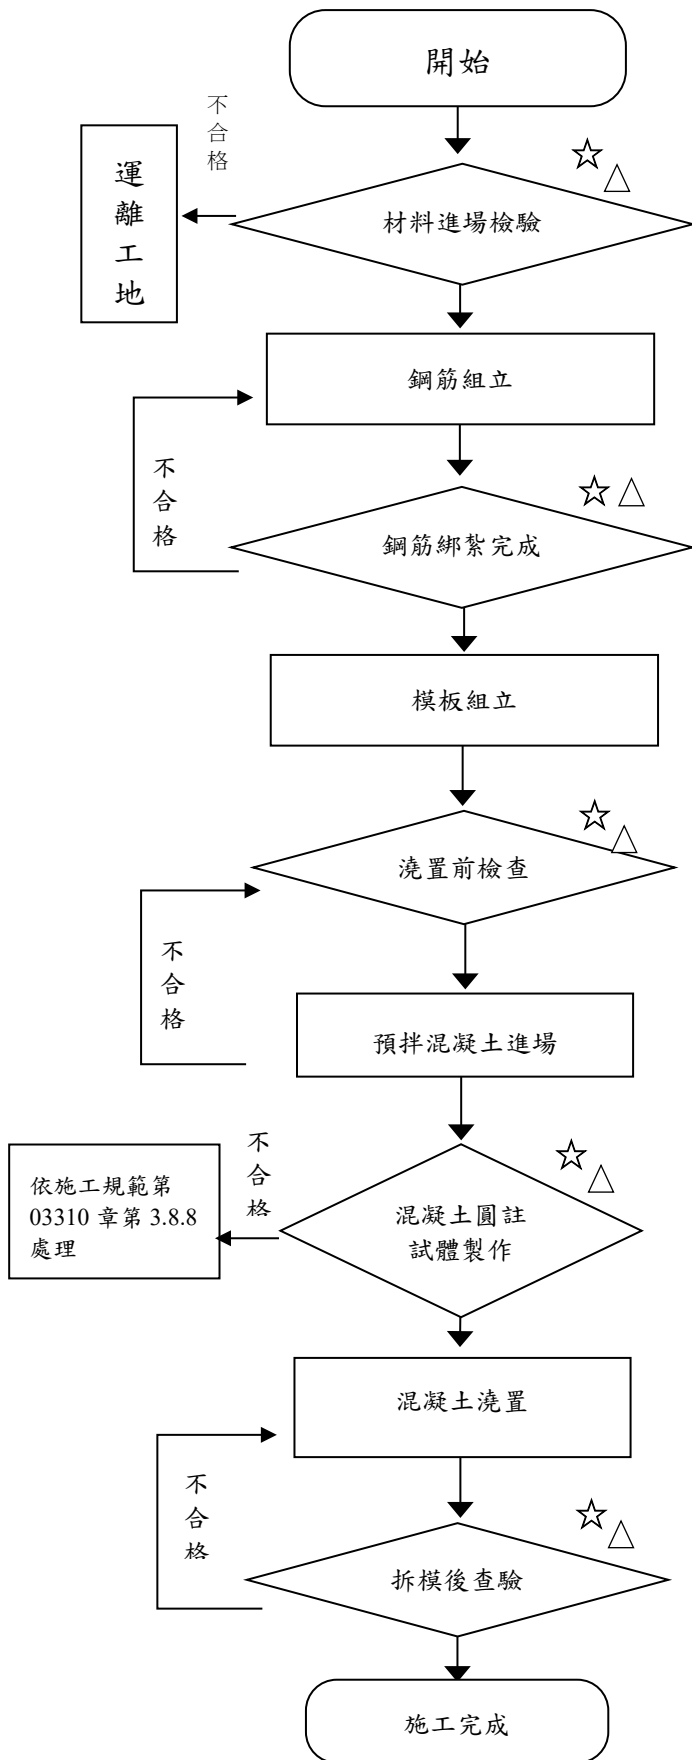 開始
不合格
運離工地
☆△
材料進場檢驗
鋼筋組立
不合格
☆△
鋼筋綁紮完成
模板組立
☆△
澆置前檢查
不合格
預拌混凝土進場
不合格
☆△
依施工規範第
03310 章第 3.8.8
處理
混凝土圓註
試體製作
混凝土澆置
不合格
☆△
拆模後查驗
施工完成